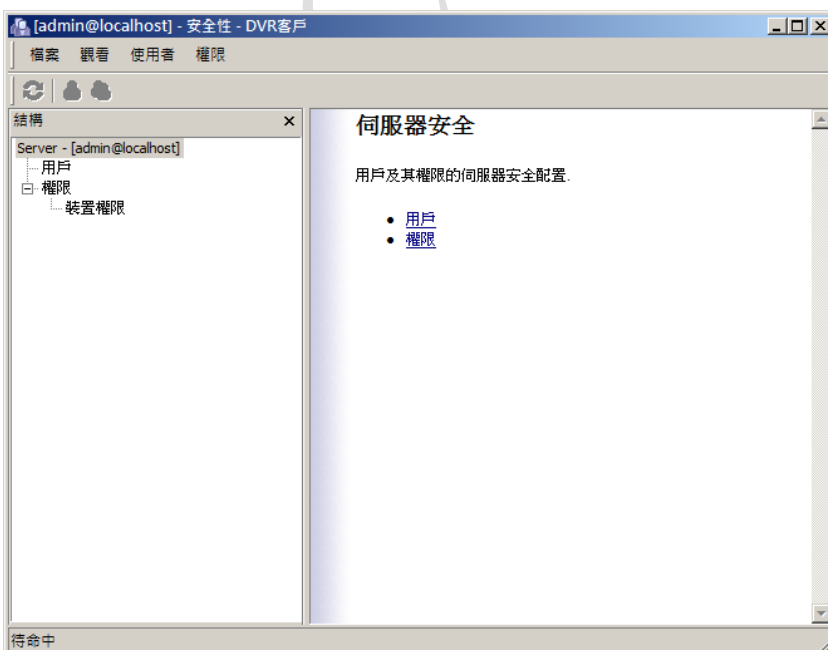 [admin@localhost] - 安全性 - DVR客戶
檔案 觀看 使用者 權限
結構
Server - [admin@localhost]
用戶
權限
裝置權限
伺服器安全
用戶及其權限的伺服器安全配置.
用戶
權限
待命中